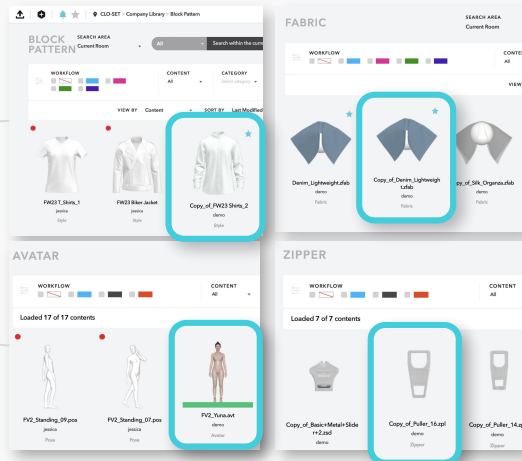 CLO-SET > Company Library > Block Pattern
BLOCK
PATTERN
SEARCH AREA
Current Room
All
Search within the curr
WORKFLOW
CONTENT
All
CATEGORY
Select category
VIEW BY Content
SORT BY Last Modified
FW23 T_Shirts_1
jessica
Style
FW23 Biker Jacket
jessica
Style
Copy_of_FW23 Shirts_2
demo
Style
FABRIC
SEARCH AREA
Current Room
WORKFLOW
CONTE
All
VIEW
Denim_Lightweight.zfab
demo
Fabric
Copy_of_Denim_Lightweigh
t.zfab
demo
Fabric
py_of_Silk_Organza.zfab
demo
Fabric
AVATAR
WORKFLOW
CONTENT
All
Loaded 17 of 17 contents
FV2_Standing_09.pos
jessica
Pose
FV2_Standing_07.pos
jessica
Pose
FV2_Yuna.avt
demo
Avatar
ZIPPER
WORKFLOW
CONTENT
All
Loaded 7 of 7 contents
Copy_of_Basic+Metal+Slide
r+2.zsd
demo
Copy_of_Puller_16.zpl
demo
Zipper
Copy_of_Puller_14.z
demo
Zipper